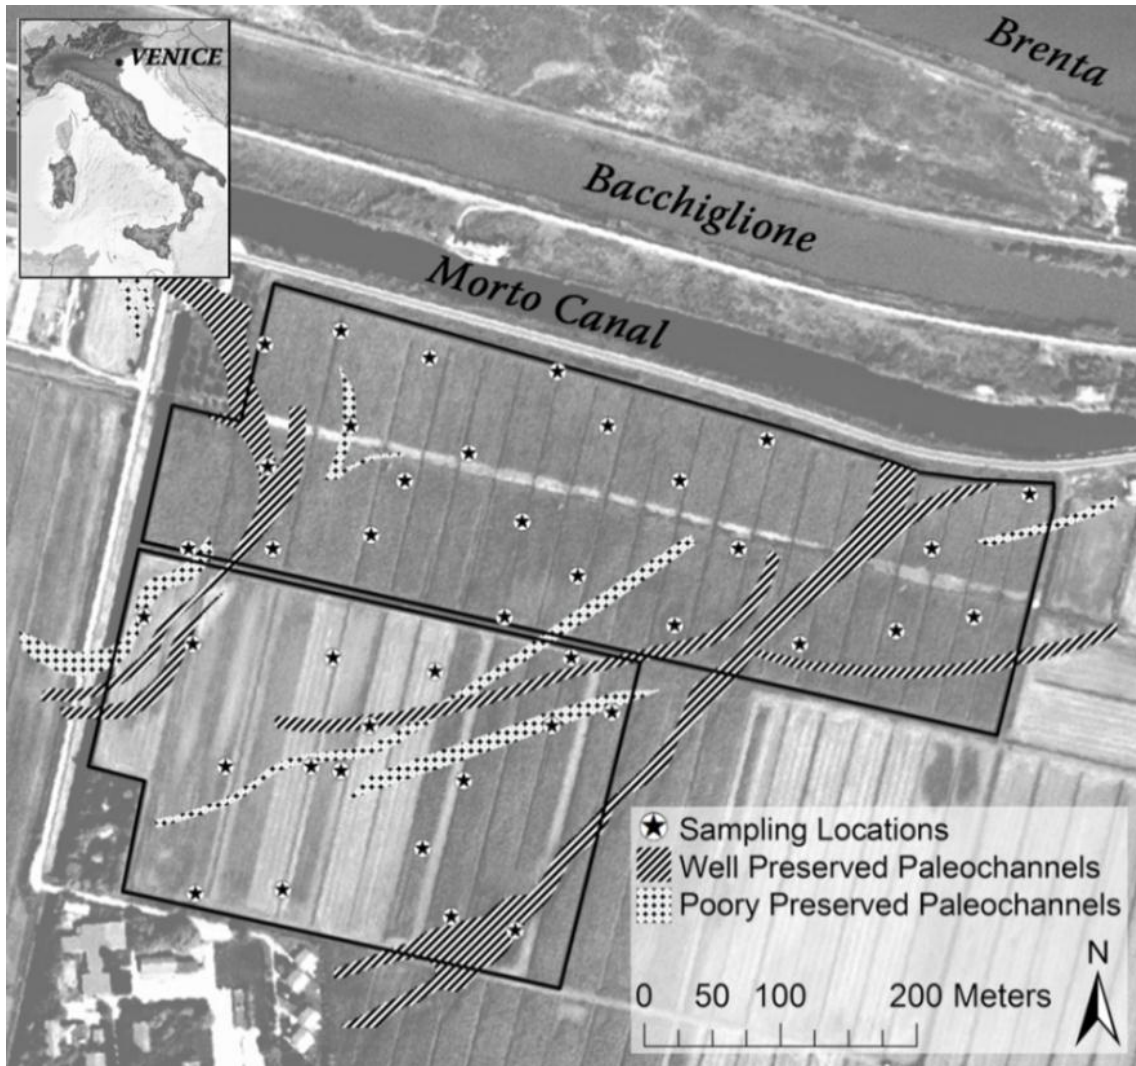 VENICE
Brenta
Bacchiglione
Morto Canal
Sampling Locations
Well Preserved Paleochannels
Poory Preserved Paleochannels
N
0 50 100 200 Meters